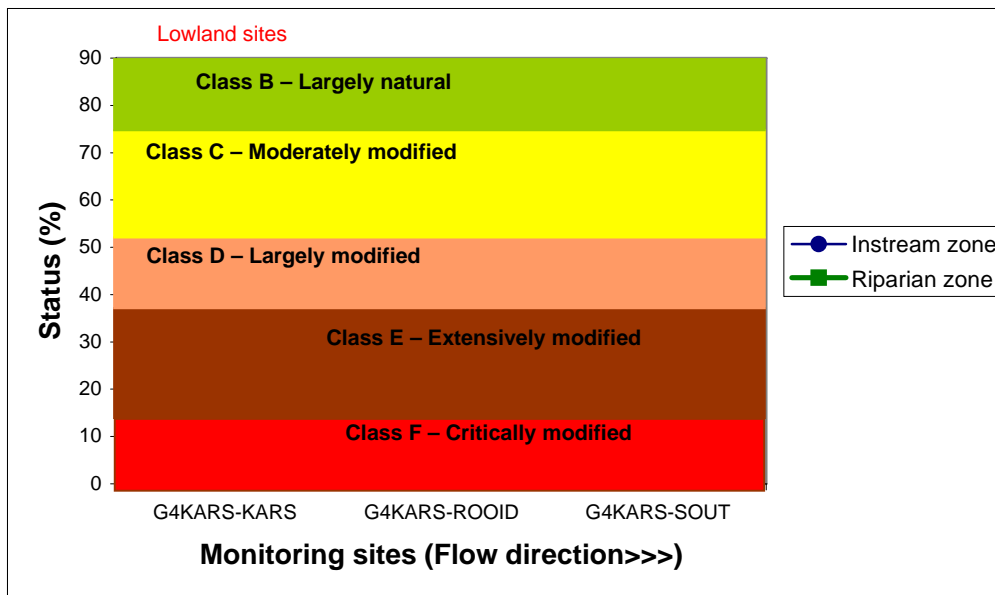 Lowland sites
90
80
70
60
50
40
30
20
10
0
Status (%)
Class B – Largely natural
Class C – Moderately modified
Class D – Largely modified
Class E – Extensively modified
Class F – Critically modified
Instream zone
Riparian zone
G4KARS-KARS G4KARS-ROOID G4KARS-SOUT
Monitoring sites (Flow direction>>>)